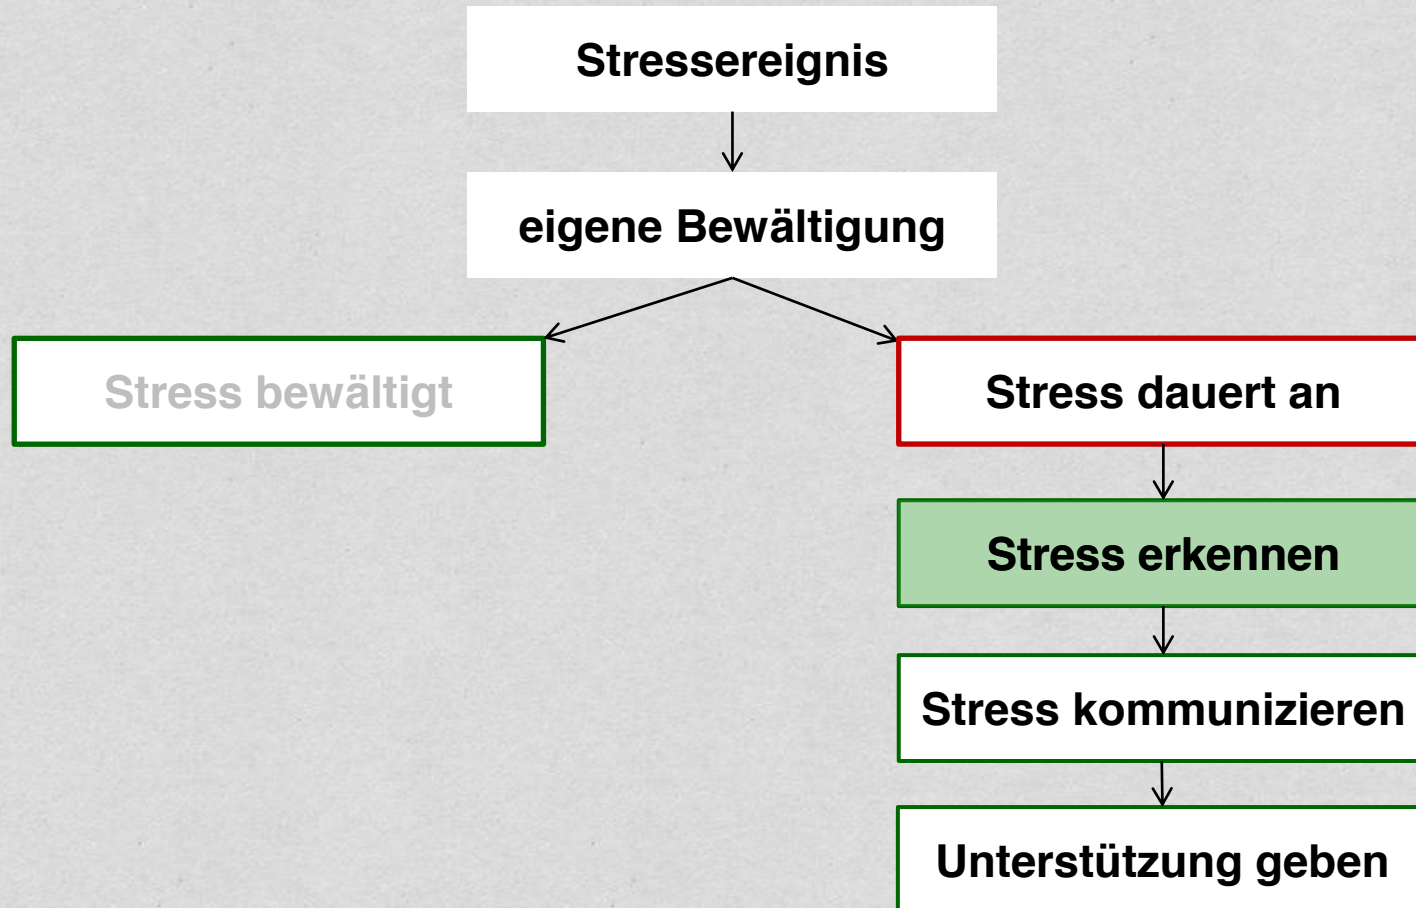 Stressereignis
eigene Bewältigung
Stress bewältigt
Stress dauert an
Stress erkennen
Stress kommunizieren
Unterstützung geben